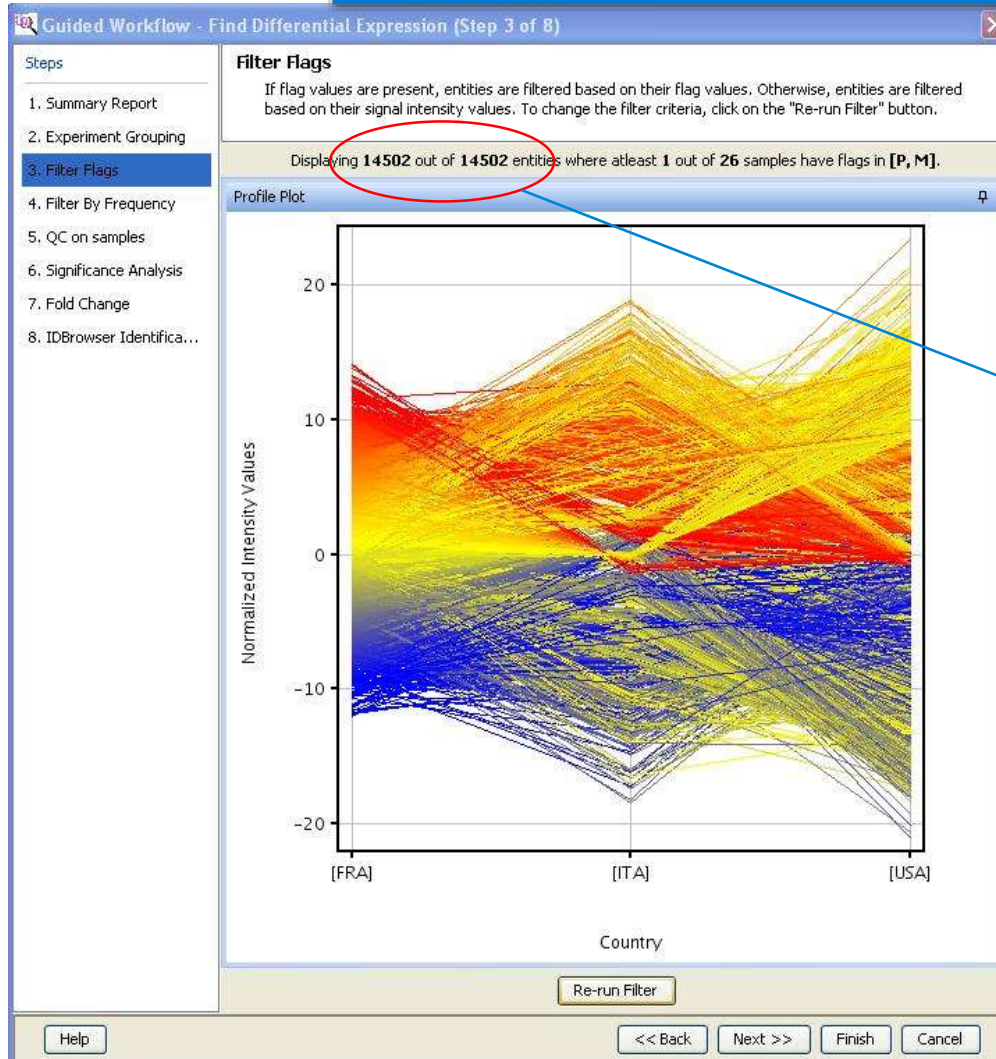 Guided Workflow - Find Differential Expression (Step 3 of 8)
Steps
1. Summary Report
2. Experiment Grouping
3. Filter Flags
4. Filter By Frequency
5. QC on samples
6. Significance Analysis
7. Fold Change
8. IDBrowser Identifica...
Filter Flags
If flag values are present, entities are filtered based on their flag values. Otherwise, entities are filtered
based on their signal intensity values. To change the filter criteria, click on the "Re-run Filter" button.
Displaying 14502 out of 14502 entities where atleast 1 out of 26 samples have flags in [P, M].
Profile Plot
Normalized Intensity Values
20
10
0
-10
-20
[FRA]
[ITA]
[USA]
Country
Re-run Filter
Help
<< Back
Next >>
Finish
Cancel